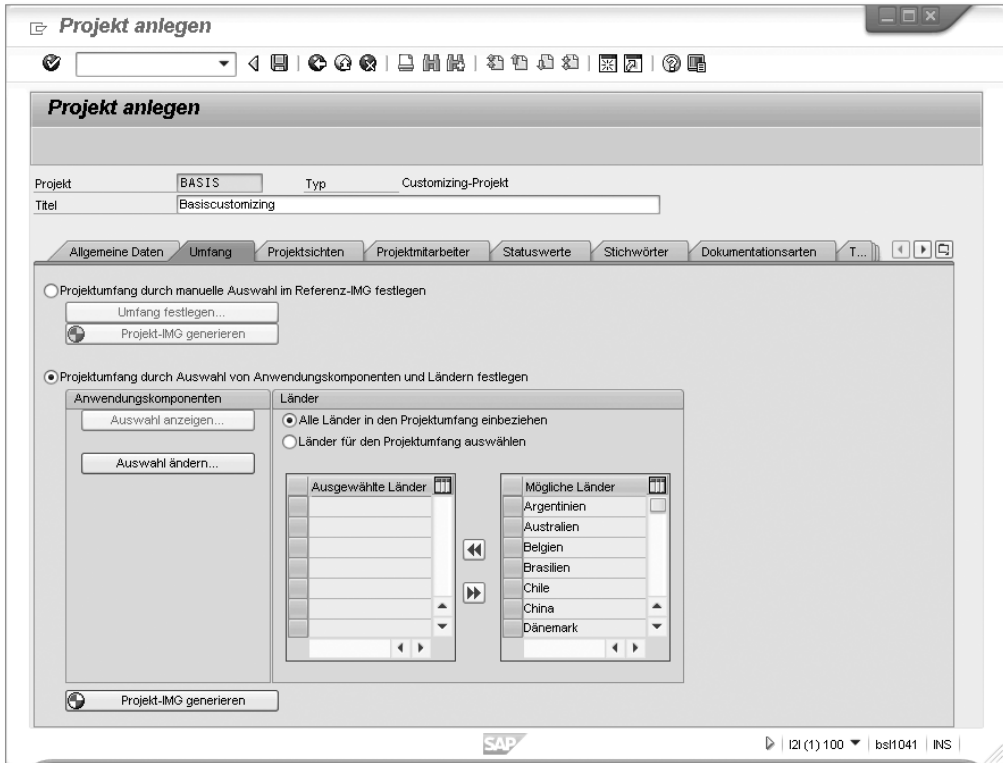 Projekt anlegen
Projekt anlegen
Projekt BASIS Typ Customizing-Projekt
Titel Basiscustomizing
Allgemeine Daten Umfang Projektsichten Projektmitarbeiter Statuswerte Stichwörter Dokumentationsarten T...
Projektumfang durch manuelle Auswahl im Referenz-IMG festlegen
Umfang festlegen...
Projekt-IMG generieren
Projektumfang durch Auswahl von Anwendungskomponenten und Ländern festlegen
Anwendungskomponenten Länder
Auswahl anzeigen... Alle Länder in den Projektumfang einbeziehen
Länder für den Projektumfang auswählen
Auswahl ändern...
Ausgewählte Länder Mögliche Länder
Argentinien
Australien
Belgien
Brasilien
Chile
China
Dänemark
Projekt-IMG generieren
SAP I2I (1) 100 bsl1041 INS